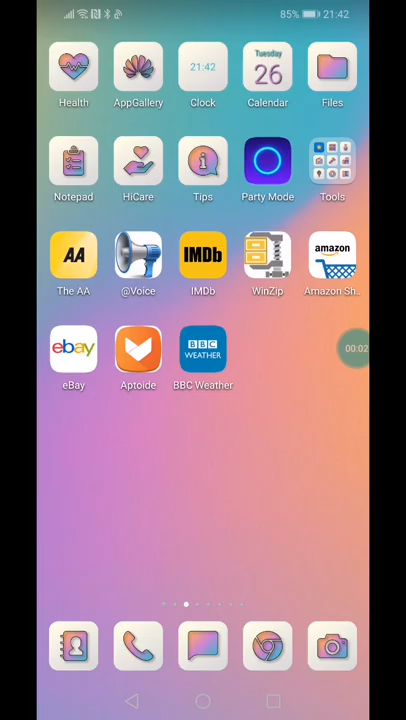 85% 21:42
21:42
Tuesday
26
Health AppGallery Clock Calendar Files
Notepad HiCare Tips Party Mode Tools
AA
IMDb
amazon
The AA @Voice IMDb WinZip Amazon Sh..
00:02
ebay
BBC
WEATHER
eBay Aptoide BBC Weather